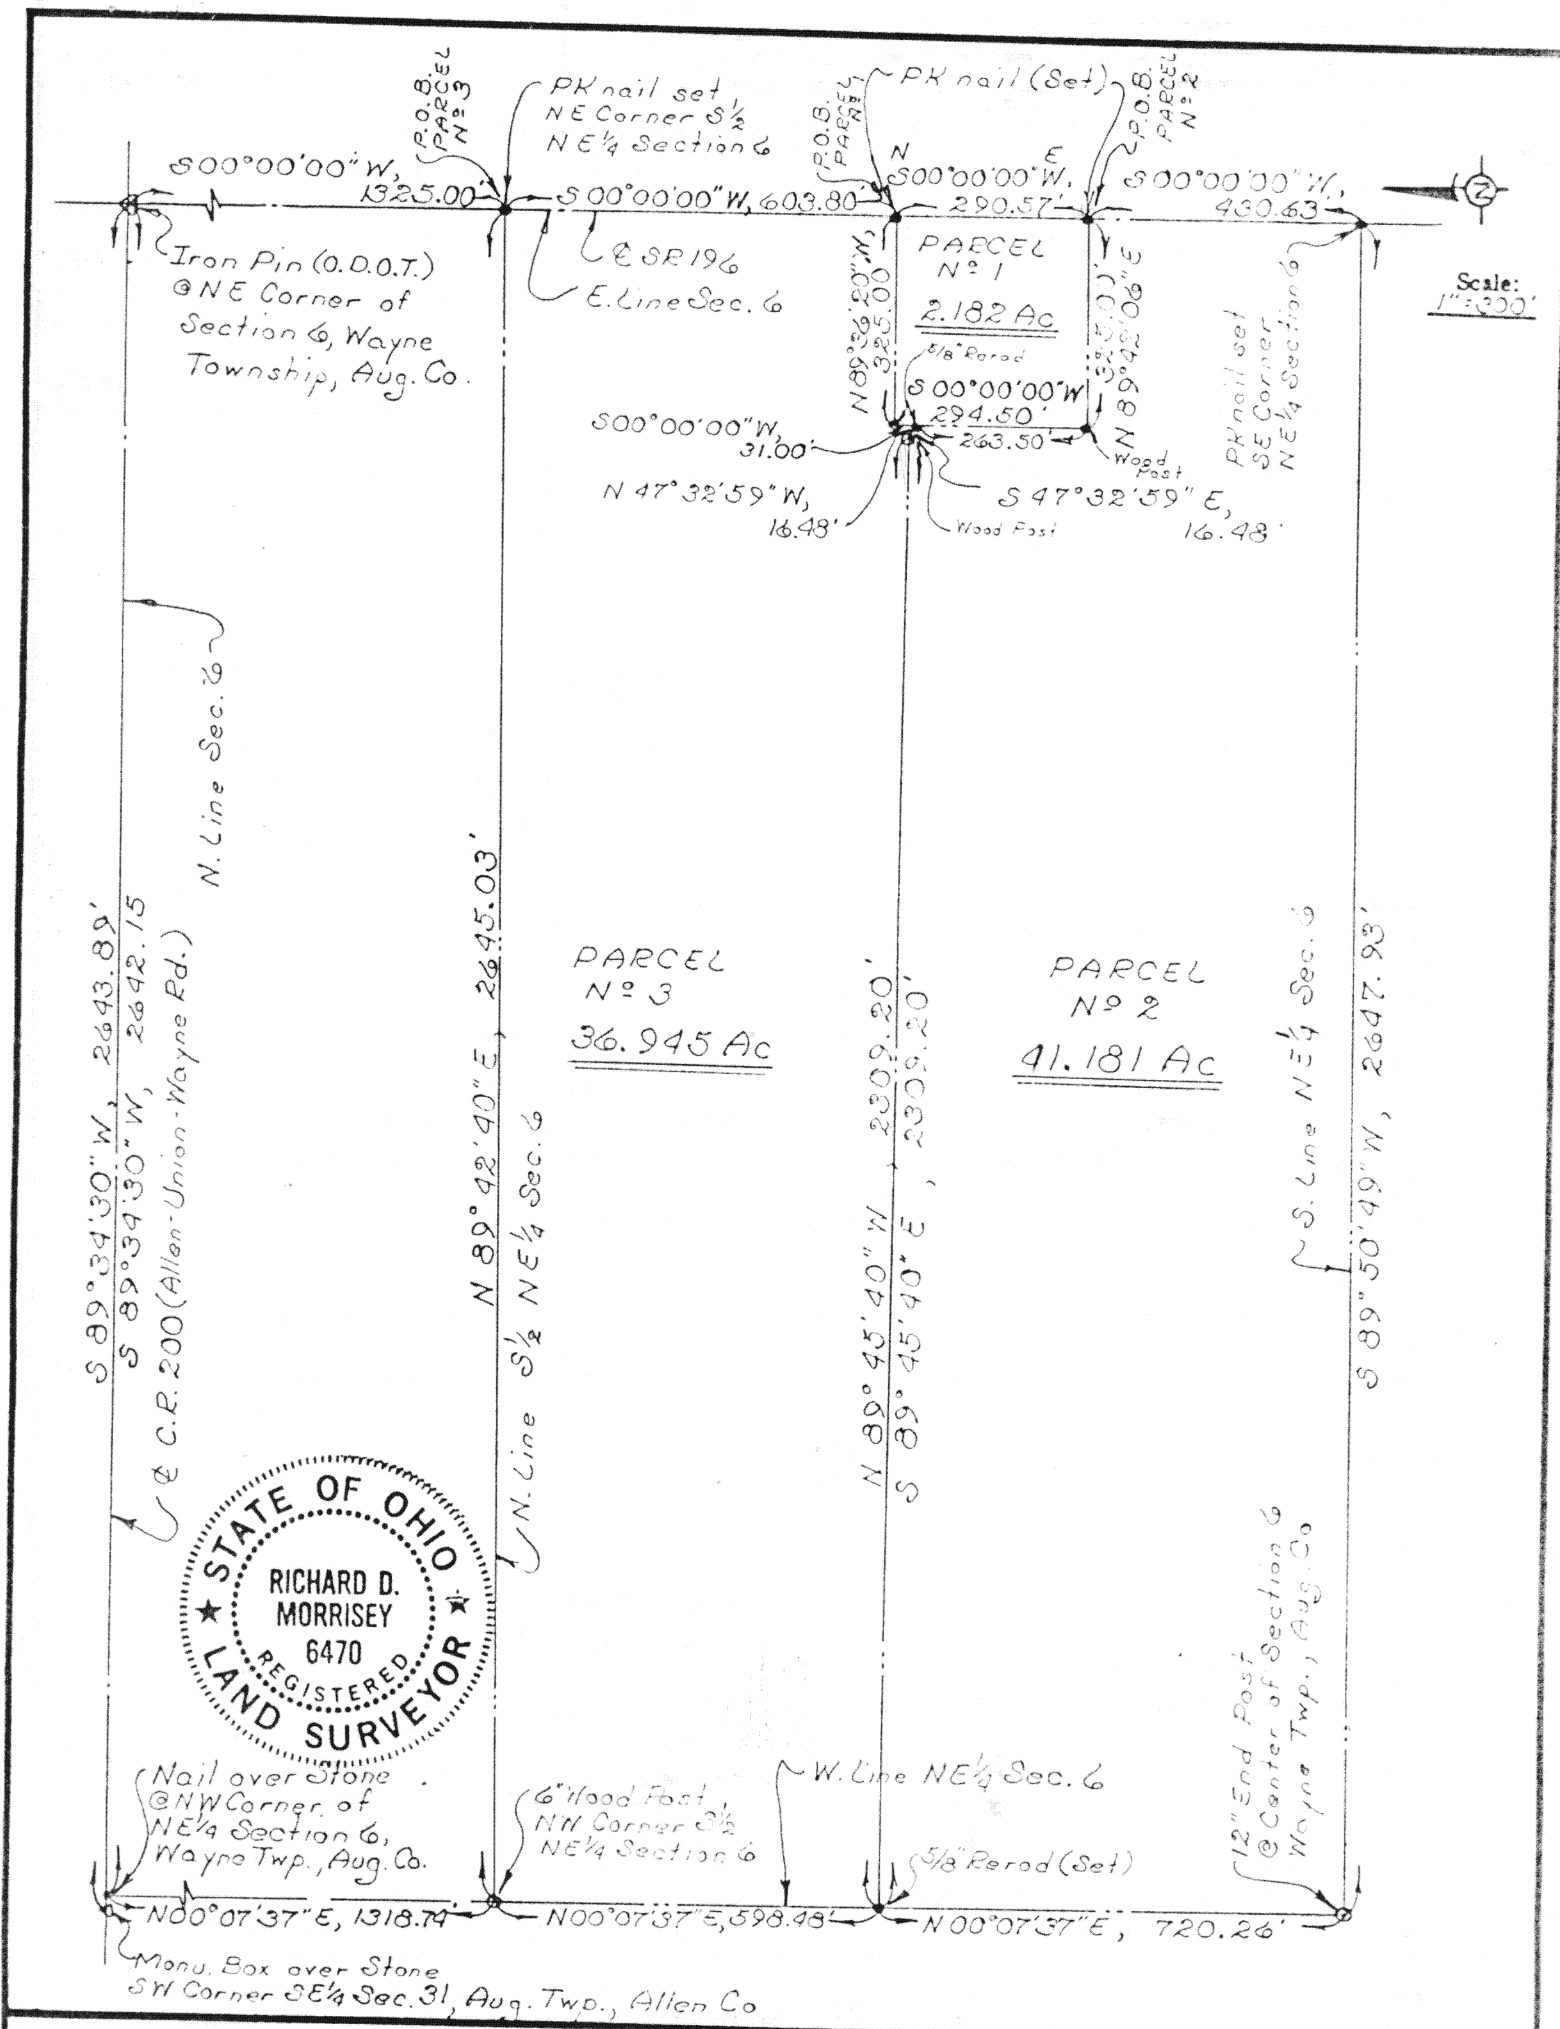 P.O.B.
PARCEL
Nº 3
PK nail set,
NE Corner S½
NE¼ Section 6
P.O.B.
PARCEL
Nº 1
PK nail (Set)
P.O.B.
PARCEL
Nº 2
S00°00'00"W,
1325.00'
S 00°00'00"W, 603.80'
N E
S00°00'00"W,
290.57'
S 00°00'00"W,
430.63'
N
Scale:
Iron Pin (O.D.O.T.)
@ NE Corner of
Section 6, Wayne
Township, Aug. Co.
℄ SR 196
E. Line Sec. 6
PARCEL
Nº 1
2.182 Ac
5/8" Rerod
325.00
325.00'
N 89°42'06" E
S 00°00'00"W
294.50'
263.50'
Wood
Post
S00°00'00"W,
31.00'
N 47°32'59" W,
16.48'
S 47°32'59" E,
16.48'
Wood Post
PK nail set
SE Corner
NE¼ Section 6
N. Line Sec. 6
S 89°34'30" W, 2643.89'
S 89°34'30" W, 2642.15
℄ C.R. 200 (Allen-Union-Wayne Rd.)
N 89°42'40" E, 2645.03'
N. Line S½ NE¼ Sec. 6
PARCEL
Nº 3
36.945 Ac
N 89°45'40" W, 2309.20'
S 89°45'40" E, 2309.20'
PARCEL
Nº 2
41.181 Ac
S. Line NE¼ Sec. 6
S 89°50'49" W, 2647.93'
STATE OF OHIO
RICHARD D.
MORRISEY
6470
REGISTERED
LAND SURVEYOR
Nail over Stone
@ NW Corner of
NE¼ Section 6,
Wayne Twp., Aug. Co.
6" Wood Post,
NW Corner S½
NE¼ Section 6
W. Line NE¼ Sec. 6
5/8" Rerod (Set)
12" End Post
@ Center of Section 6
Wayne Twp., Aug. Co
N00°07'37"E, 1318.74'
N00°07'37"E, 598.48'
N00°07'37"E, 720.26'
Monu. Box over Stone
SW Corner SE¼ Sec. 31, Aug. Twp., Allen Co